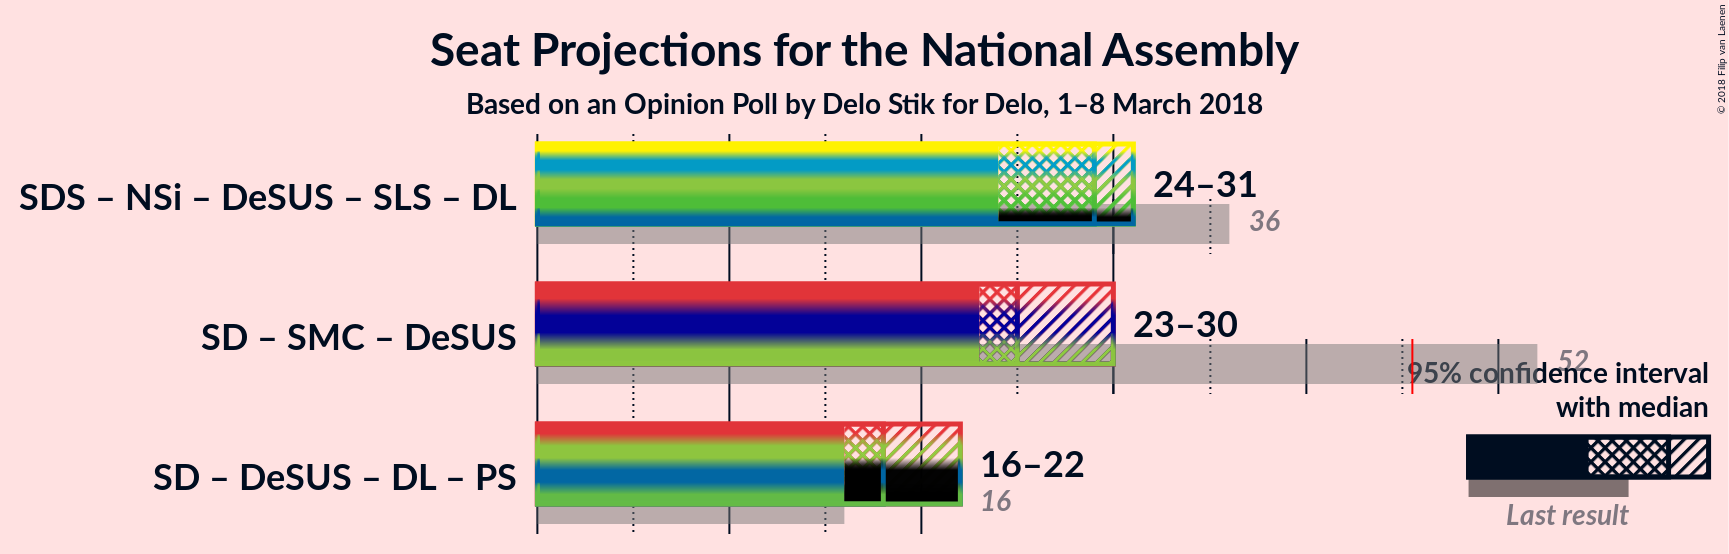 Seat Projections for the National Assembly
Based on an Opinion Poll by Delo Stik for Delo, 1–8 March 2018
© 2018 Filip van Laenen
SDS – NSi – DeSUS – SLS – DL
24–31
36
SD – SMC – DeSUS
23–30
52
95% confidence interval
with median
SD – DeSUS – DL – PS
16–22
16
Last result